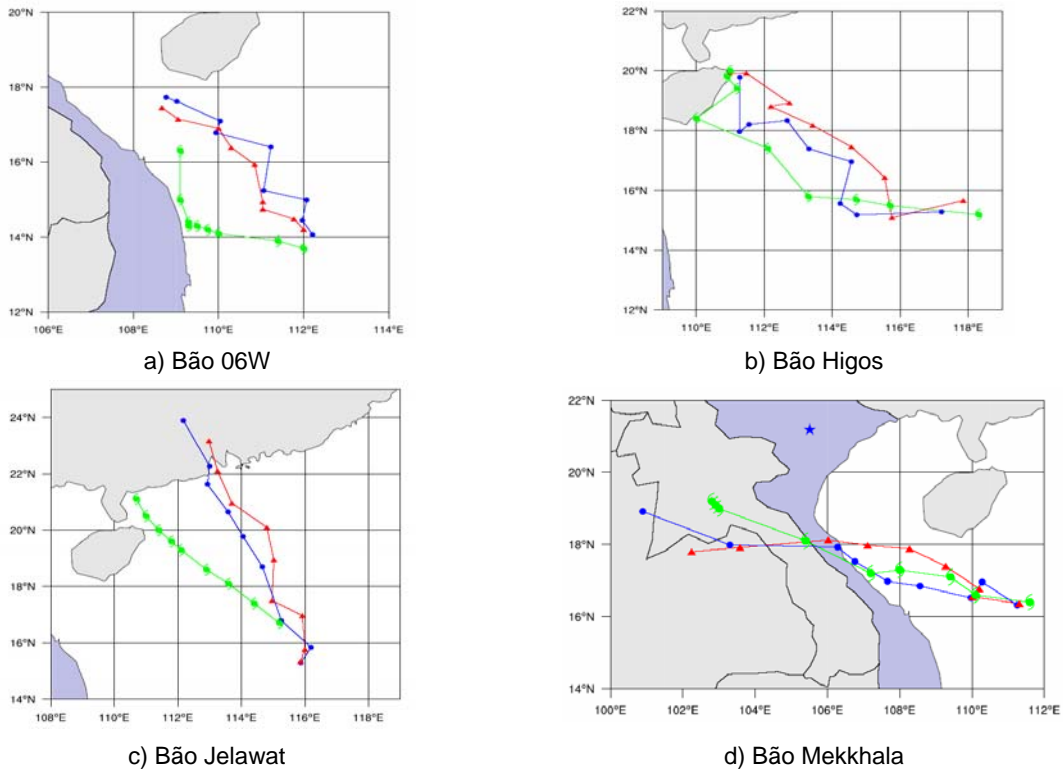 20°N
18°N
16°N
14°N
12°N
106°E 108°E 110°E 112°E 114°E
a) Bão 06W
22°N
20°N
18°N
16°N
14°N
12°N
110°E 112°E 114°E 116°E 118°E
b) Bão Higos
24°N
22°N
20°N
18°N
16°N
14°N
108°E 110°E 112°E 114°E 116°E 118°E
c) Bão Jelawat
22°N
20°N
18°N
16°N
14°N
100°E 102°E 104°E 106°E 108°E 110°E 112°E
d) Bão Mekkhala